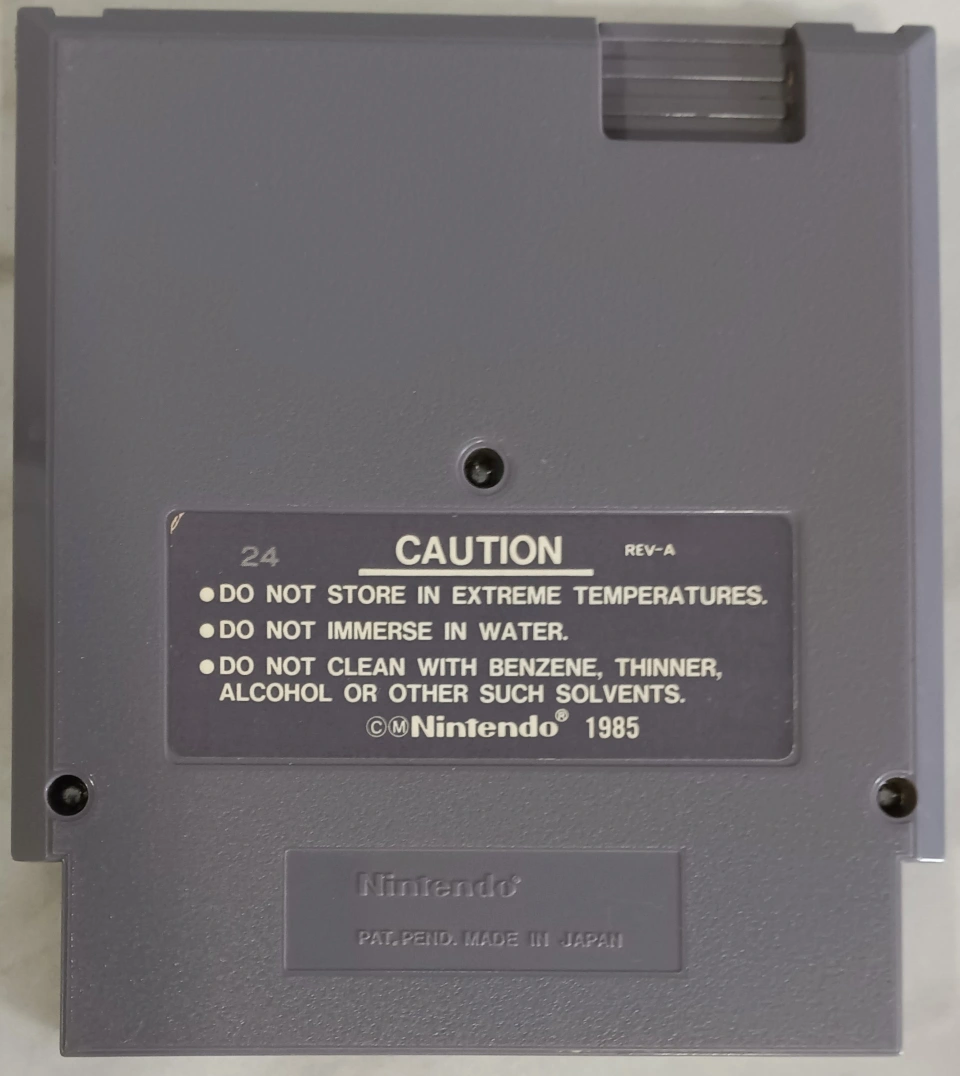 24 CAUTION REV-A
●DO NOT STORE IN EXTREME TEMPERATURES.
●DO NOT IMMERSE IN WATER.
●DO NOT CLEAN WITH BENZENE, THINNER,
ALCOHOL OR OTHER SUCH SOLVENTS.
©Ⓜ Nintendo® 1985
Nintendo®
PAT. PEND. MADE IN JAPAN